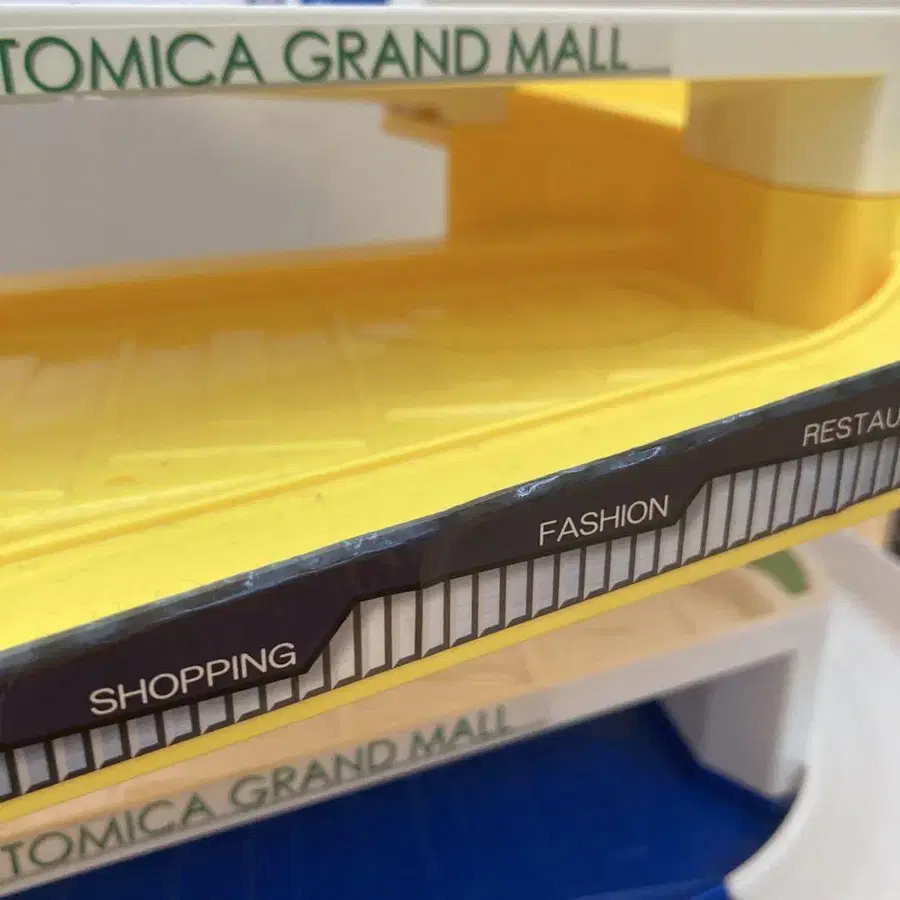 TOMICA GRAND MALL
RESTAU
FASHION
SHOPPING
TOMICA GRAND MALL